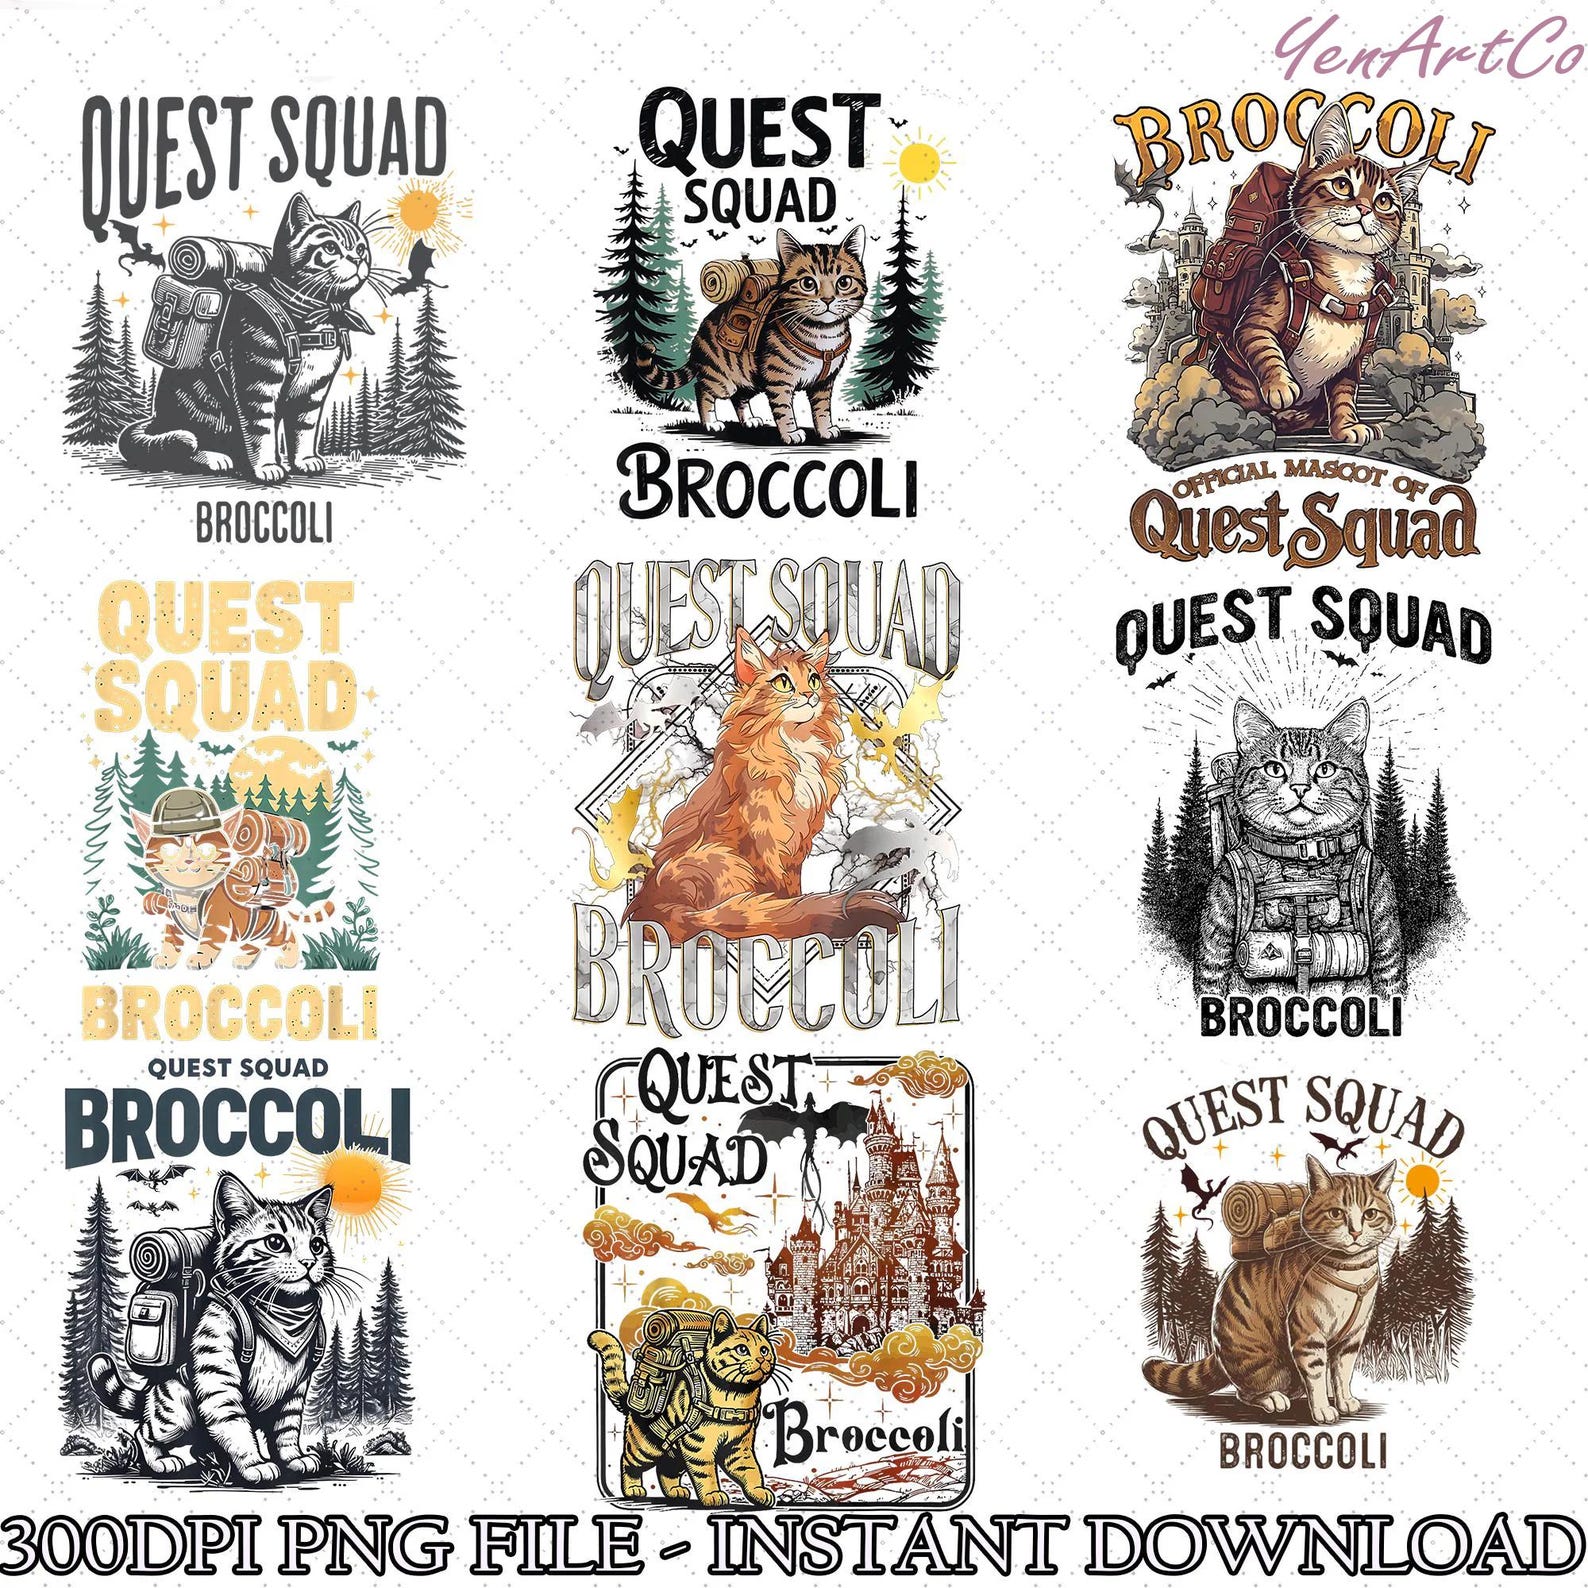 YenArtCo
QUEST SQUAD
BROCCOLI
QUEST
SQUAD
BROCCOLI
BROCCOLI
OFFICIAL MASCOT OF
Quest Squad
QUEST
SQUAD
BROCCOLI
QUEST SQUAD
BROCCOLI
QUEST SQUAD
BROCCOLI
QUEST SQUAD
BROCCOLI
QUEST
SQUAD
Broccoli
QUEST SQUAD
BROCCOLI
300DPI PNG FILE - INSTANT DOWNLOAD